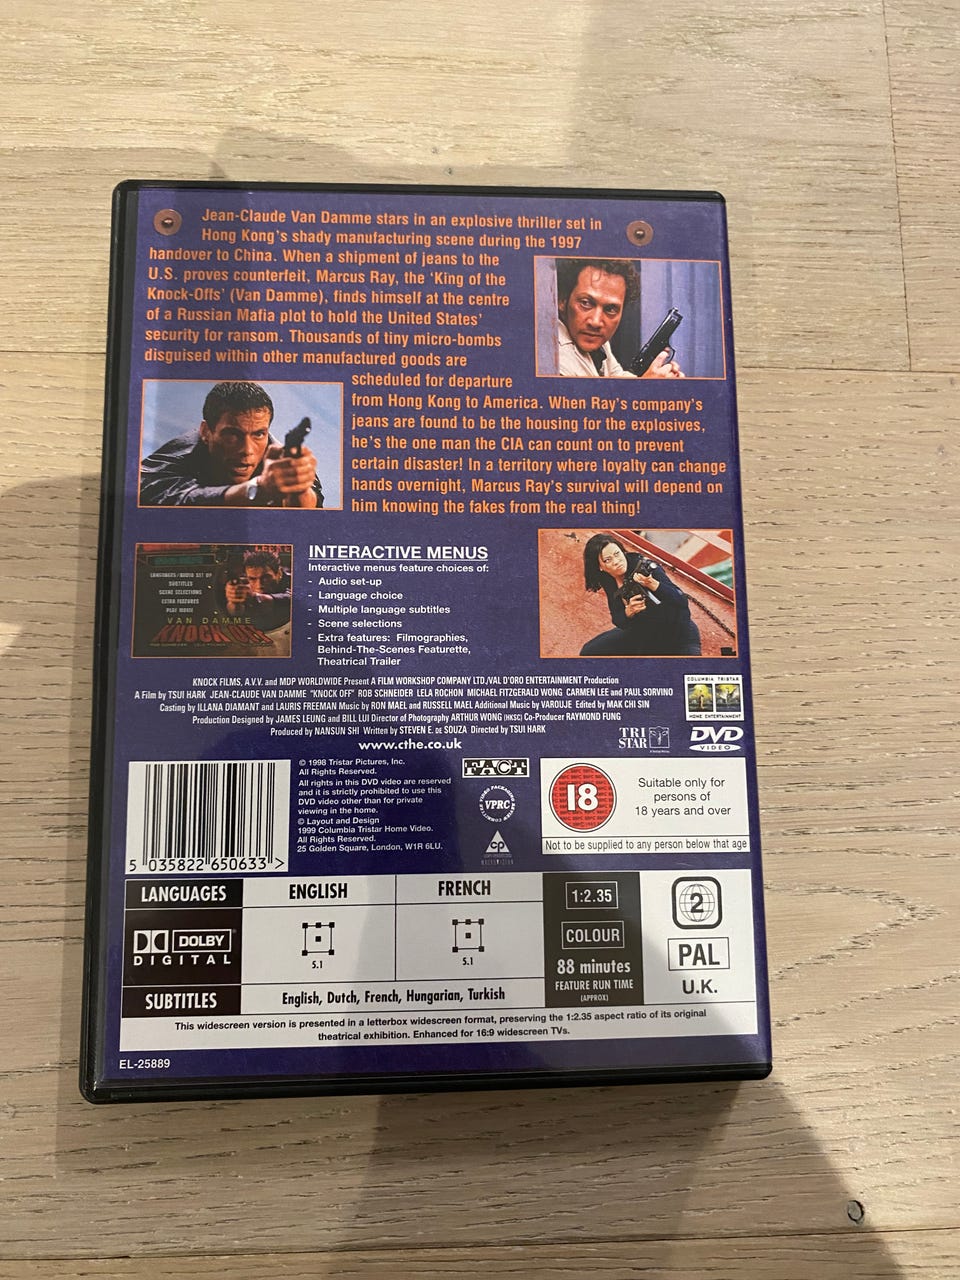 Jean-Claude Van Damme stars in an explosive thriller set in
Hong Kong's shady manufacturing scene during the 1997
handover to China. When a shipment of jeans to the
U.S. proves counterfeit, Marcus Ray, the 'King of the
Knock-Offs' (Van Damme), finds himself at the centre
of a Russian Mafia plot to hold the United States'
security for ransom. Thousands of tiny micro-bombs
disguised within other manufactured goods are
scheduled for departure
from Hong Kong to America. When Ray's company's
jeans are found to be the housing for the explosives,
he's the one man the CIA can count on to prevent
certain disaster! In a territory where loyalty can change
hands overnight, Marcus Ray's survival will depend on
him knowing the fakes from the real thing!
LANGUAGES/AUDIO SET UP
SUBTITLES
SCENE SELECTIONS
EXTRA FEATURES
PLAY MOVIE
VAN DAMME
KNOCK OFF
INTERACTIVE MENUS
Interactive menus feature choices of:
- Audio set-up
- Language choice
- Multiple language subtitles
- Scene selections
- Extra features: Filmographies,
Behind-The-Scenes Featurette,
Theatrical Trailer
KNOCK FILMS, A.V.V. and MDP WORLDWIDE Present A FILM WORKSHOP COMPANY LTD./VAL D'ORO ENTERTAINMENT Production
A Film by TSUI HARK JEAN-CLAUDE VAN DAMME "KNOCK OFF" ROB SCHNEIDER LELA ROCHON MICHAEL FITZGERALD WONG CARMEN LEE and PAUL SORVINO
Casting by ILLANA DIAMANT and LAURIS FREEMAN Music by RON MAEL and RUSSELL MAEL Additional Music by VAROUJE Edited by MAK CHI SIN
Production Designed by JAMES LEUNG and BILL LUI Director of Photography ARTHUR WONG (HKSC) Co-Producer RAYMOND FUNG
Produced by NANSUN SHI Written by STEVEN E. DE SOUZA Directed by TSUI HARK
www.cthe.co.uk
COLUMBIA TRISTAR
HOME ENTERTAINMENT
TRI
STAR
DVD
VIDEO
5 035822 650633 >
© 1998 Tristar Pictures, Inc.
All Rights Reserved.
All rights in this DVD video are reserved
and it is strictly prohibited to use this
DVD video other than for private
viewing in the home.
© Layout and Design
1999 Columbia Tristar Home Video.
All Rights Reserved.
25 Golden Square, London, W1R 6LU.
FACT
VPRC
CP
18
Suitable only for
persons of
18 years and over
Not to be supplied to any person below that age
LANGUAGES
ENGLISH
FRENCH
DOLBY
DIGITAL
5.1
5.1
SUBTITLES
English, Dutch, French, Hungarian, Turkish
1:2.35
COLOUR
88 minutes
FEATURE RUN TIME
(APPROX)
2
PAL
U.K.
This widescreen version is presented in a letterbox widescreen format, preserving the 1:2.35 aspect ratio of its original
theatrical exhibition. Enhanced for 16:9 widescreen TVs.
EL-25889